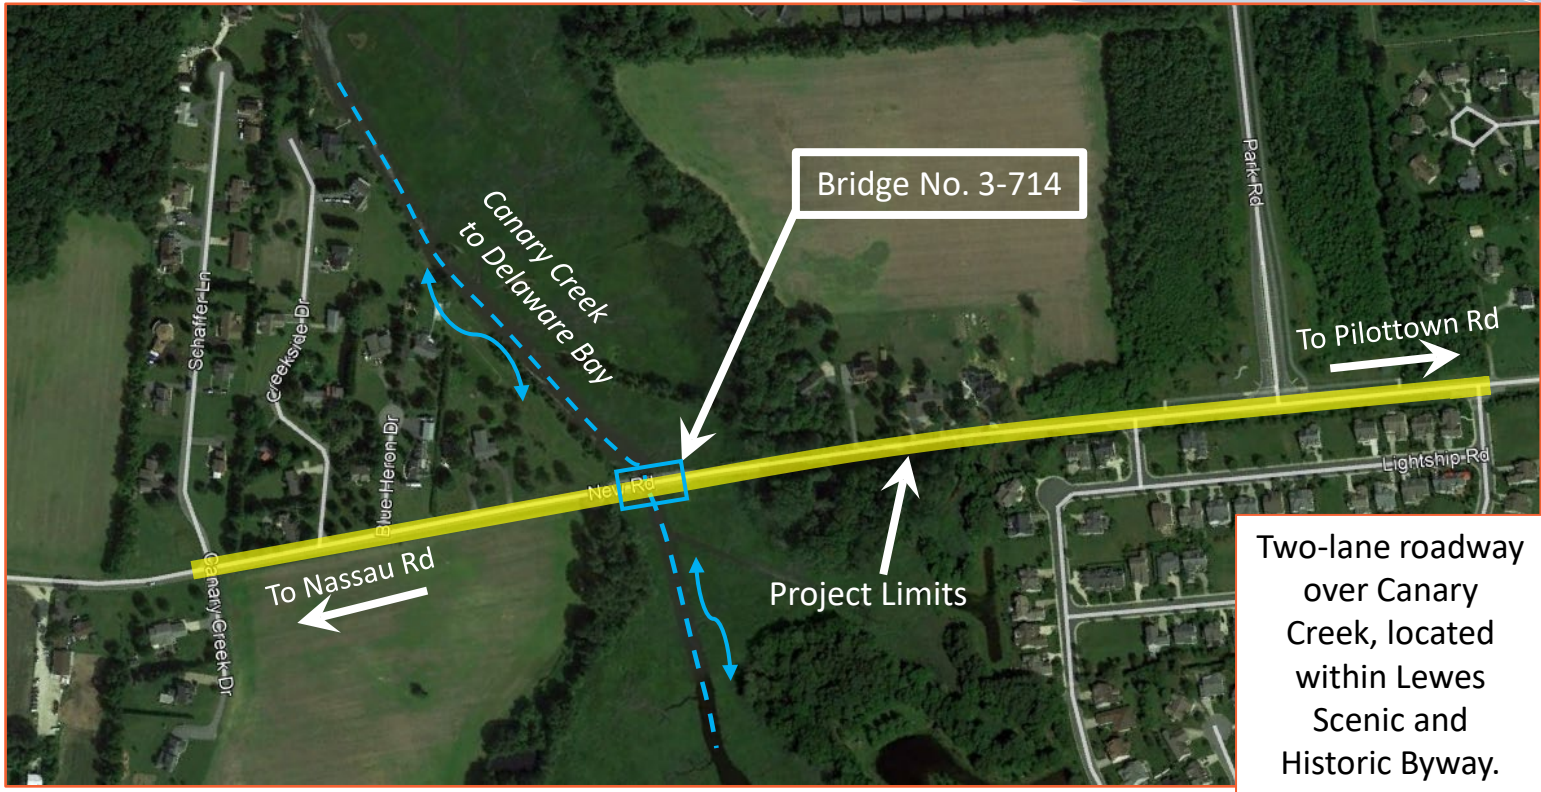 Bridge No. 3-714
Canary Creek
to Delaware Bay
Park Rd
Schaffer Ln
Creekside Dr
To Pilottown Rd
Blue Heron Dr
New Rd
Lightship Rd
To Nassau Rd
Canary Creek Dr
Project Limits
Two-lane roadway
over Canary
Creek, located
within Lewes
Scenic and
Historic Byway.